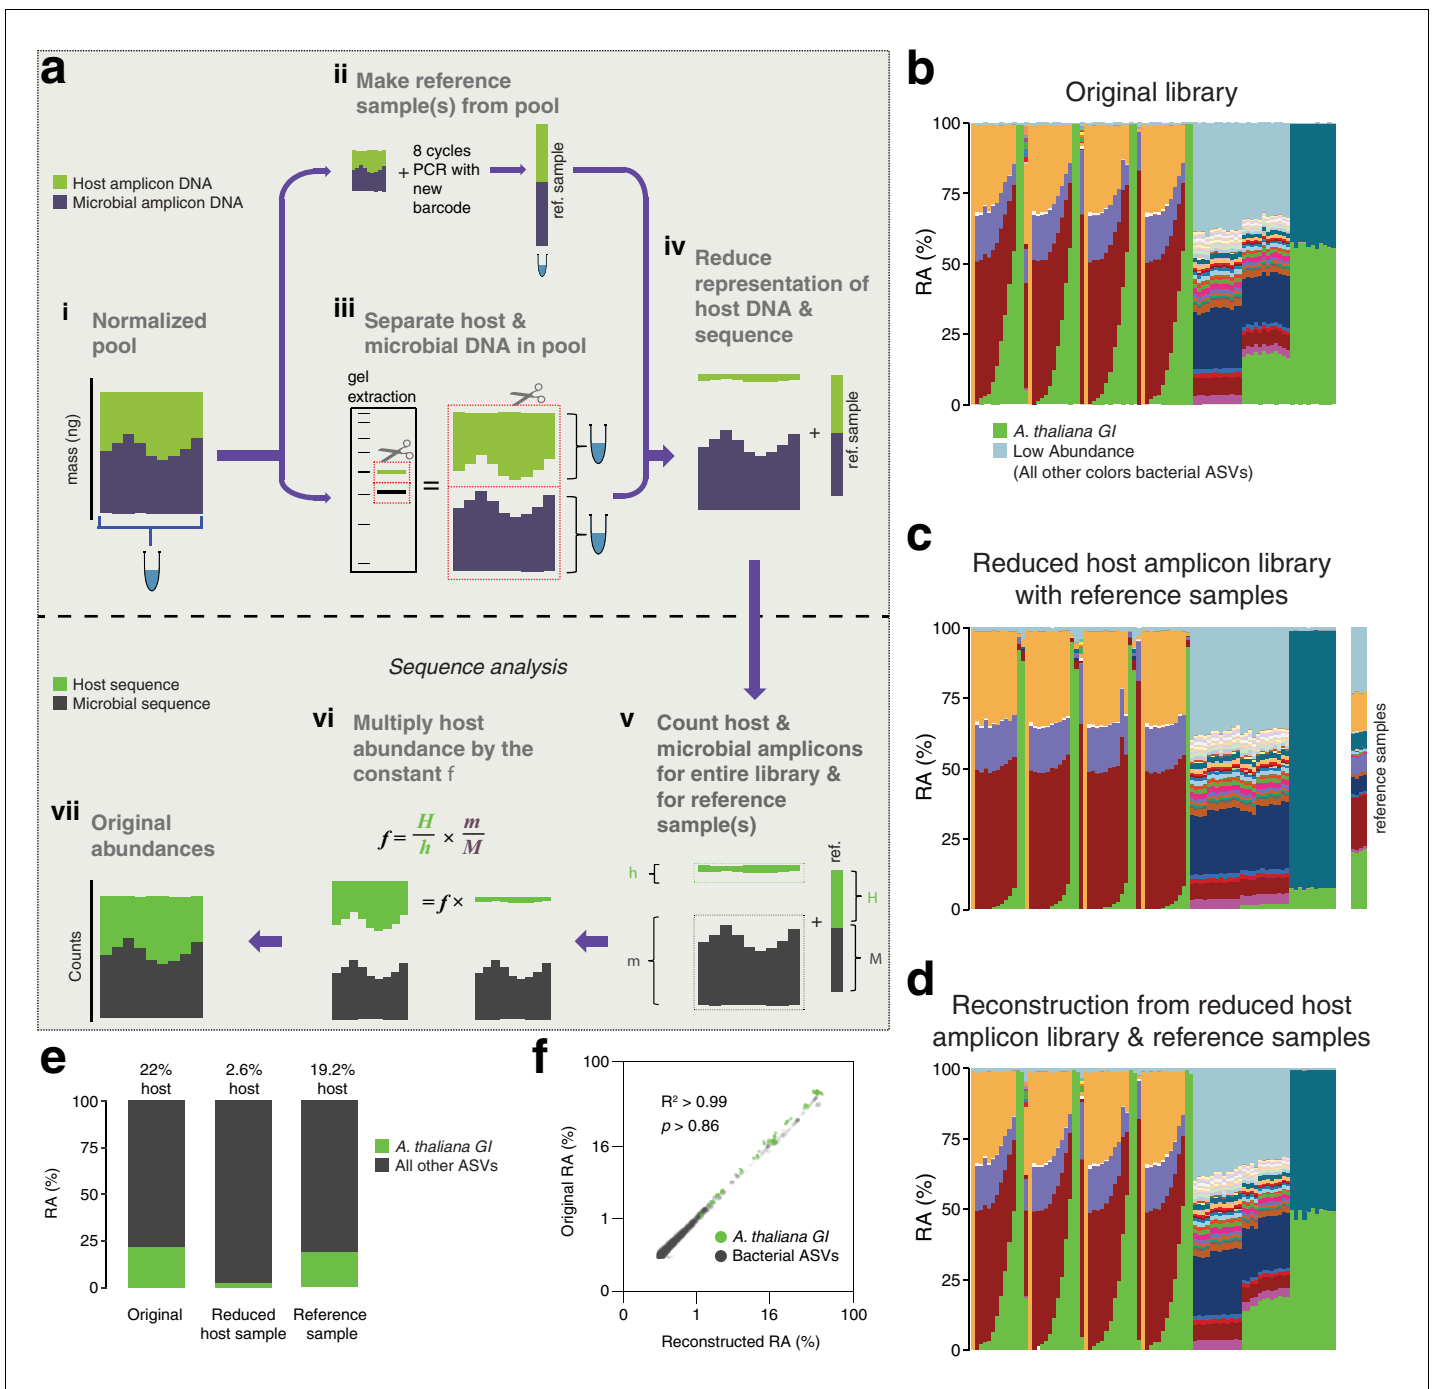 a
ii Make reference
sample(s) from pool
Host amplicon DNA
Microbial amplicon DNA
+
8 cycles
PCR with
new
barcode
ref. sample
i Normalized
pool
mass (ng)
iii Separate host &
microbial DNA in pool
gel
extraction
=
iv Reduce
representation of
host DNA &
sequence
+
ref. sample
Sequence analysis
Host sequence
Microbial sequence
v Count host &
microbial amplicons
for entire library &
for reference
sample(s)
h
m
+
ref.
H
M
vi Multiply host
abundance by the
constant f
f = H/h × m/M
= f ×
vii Original
abundances
Counts
b
Original library
RA (%)
100
75
50
25
0
A. thaliana GI
Low Abundance
(All other colors bacterial ASVs)
c
Reduced host amplicon library
with reference samples
RA (%)
100
75
50
25
0
reference samples
d
Reconstruction from reduced host
amplicon library & reference samples
RA (%)
100
75
50
25
0
e
22% host
2.6% host
19.2% host
RA (%)
100
75
50
25
0
Original
Reduced host sample
Reference sample
A. thaliana GI
All other ASVs
f
Original RA (%)
100
16
1
0
R² > 0.99
p > 0.86
A. thaliana GI
Bacterial ASVs
0 1 16 100
Reconstructed RA (%)